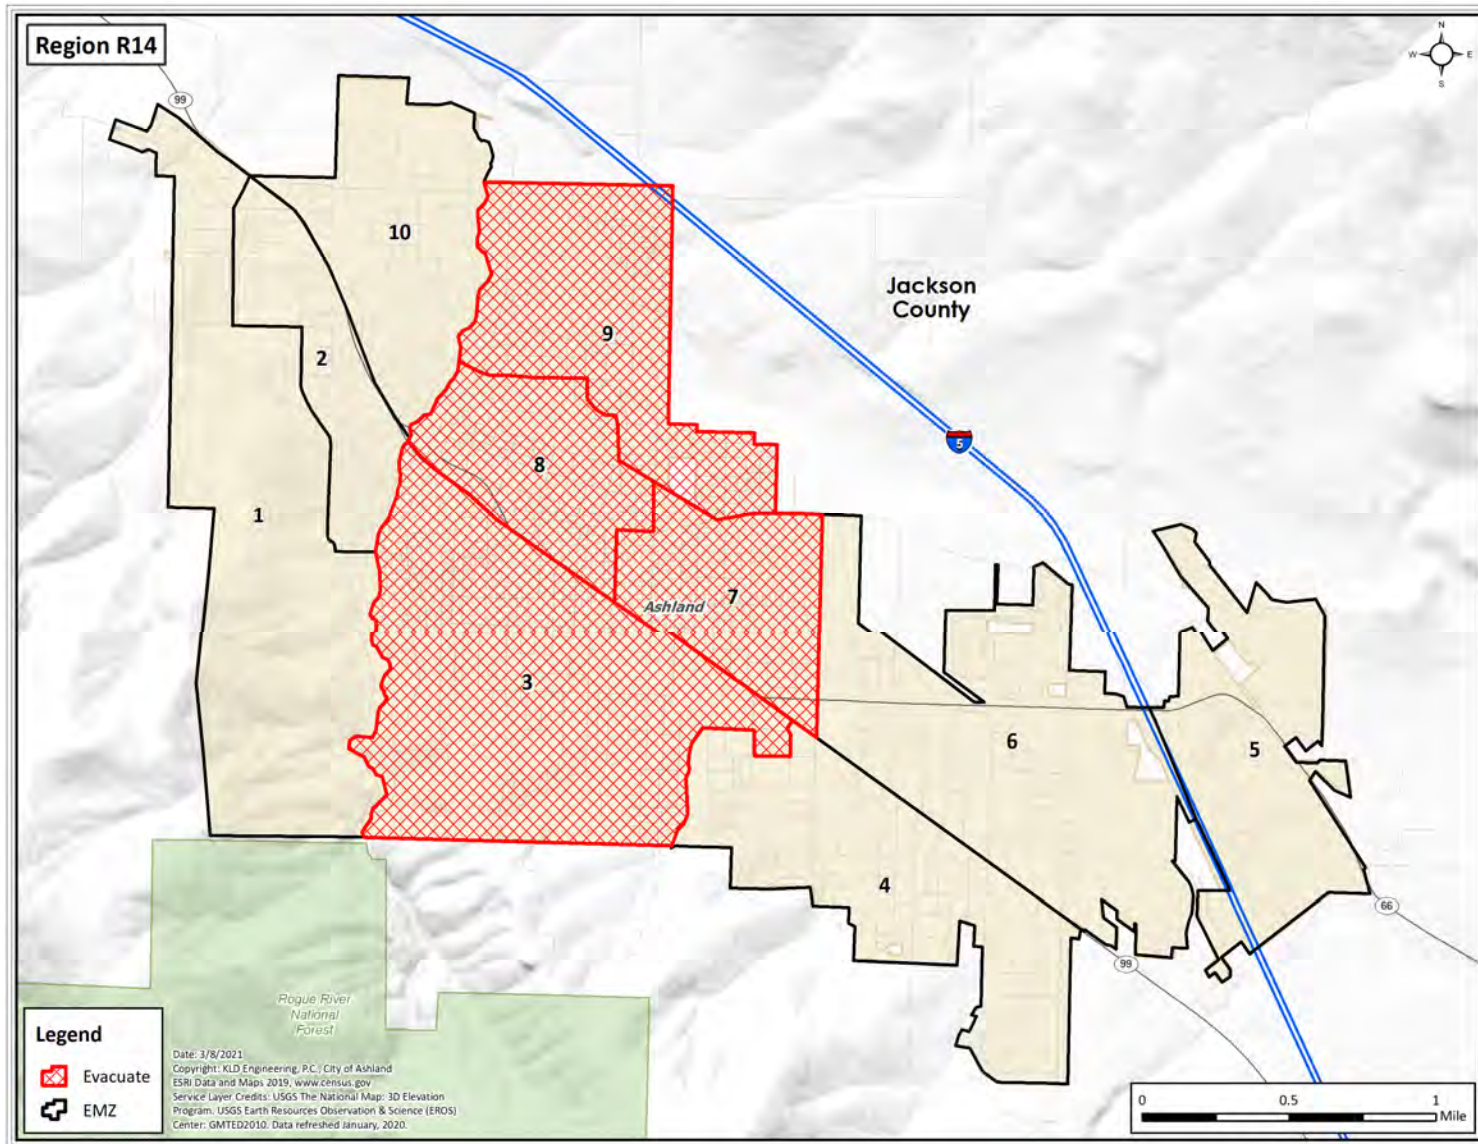 Region R14
N
W E
S
99
10
Jackson
County
9
2
5
8
1
7
Ashland
3
6
5
4
66
99
Rogue River
National
Forest
Legend
Evacuate
EMZ
Date: 3/8/2021
Copyright: KLD Engineering, P.C., City of Ashland
ESRI Data and Maps 2019, www.census.gov
Service Layer Credits: USGS The National Map: 3D Elevation
Program. USGS Earth Resources Observation & Science (EROS)
Center: GMTED2010. Data refreshed January, 2020.
0 0.5 1
Mile